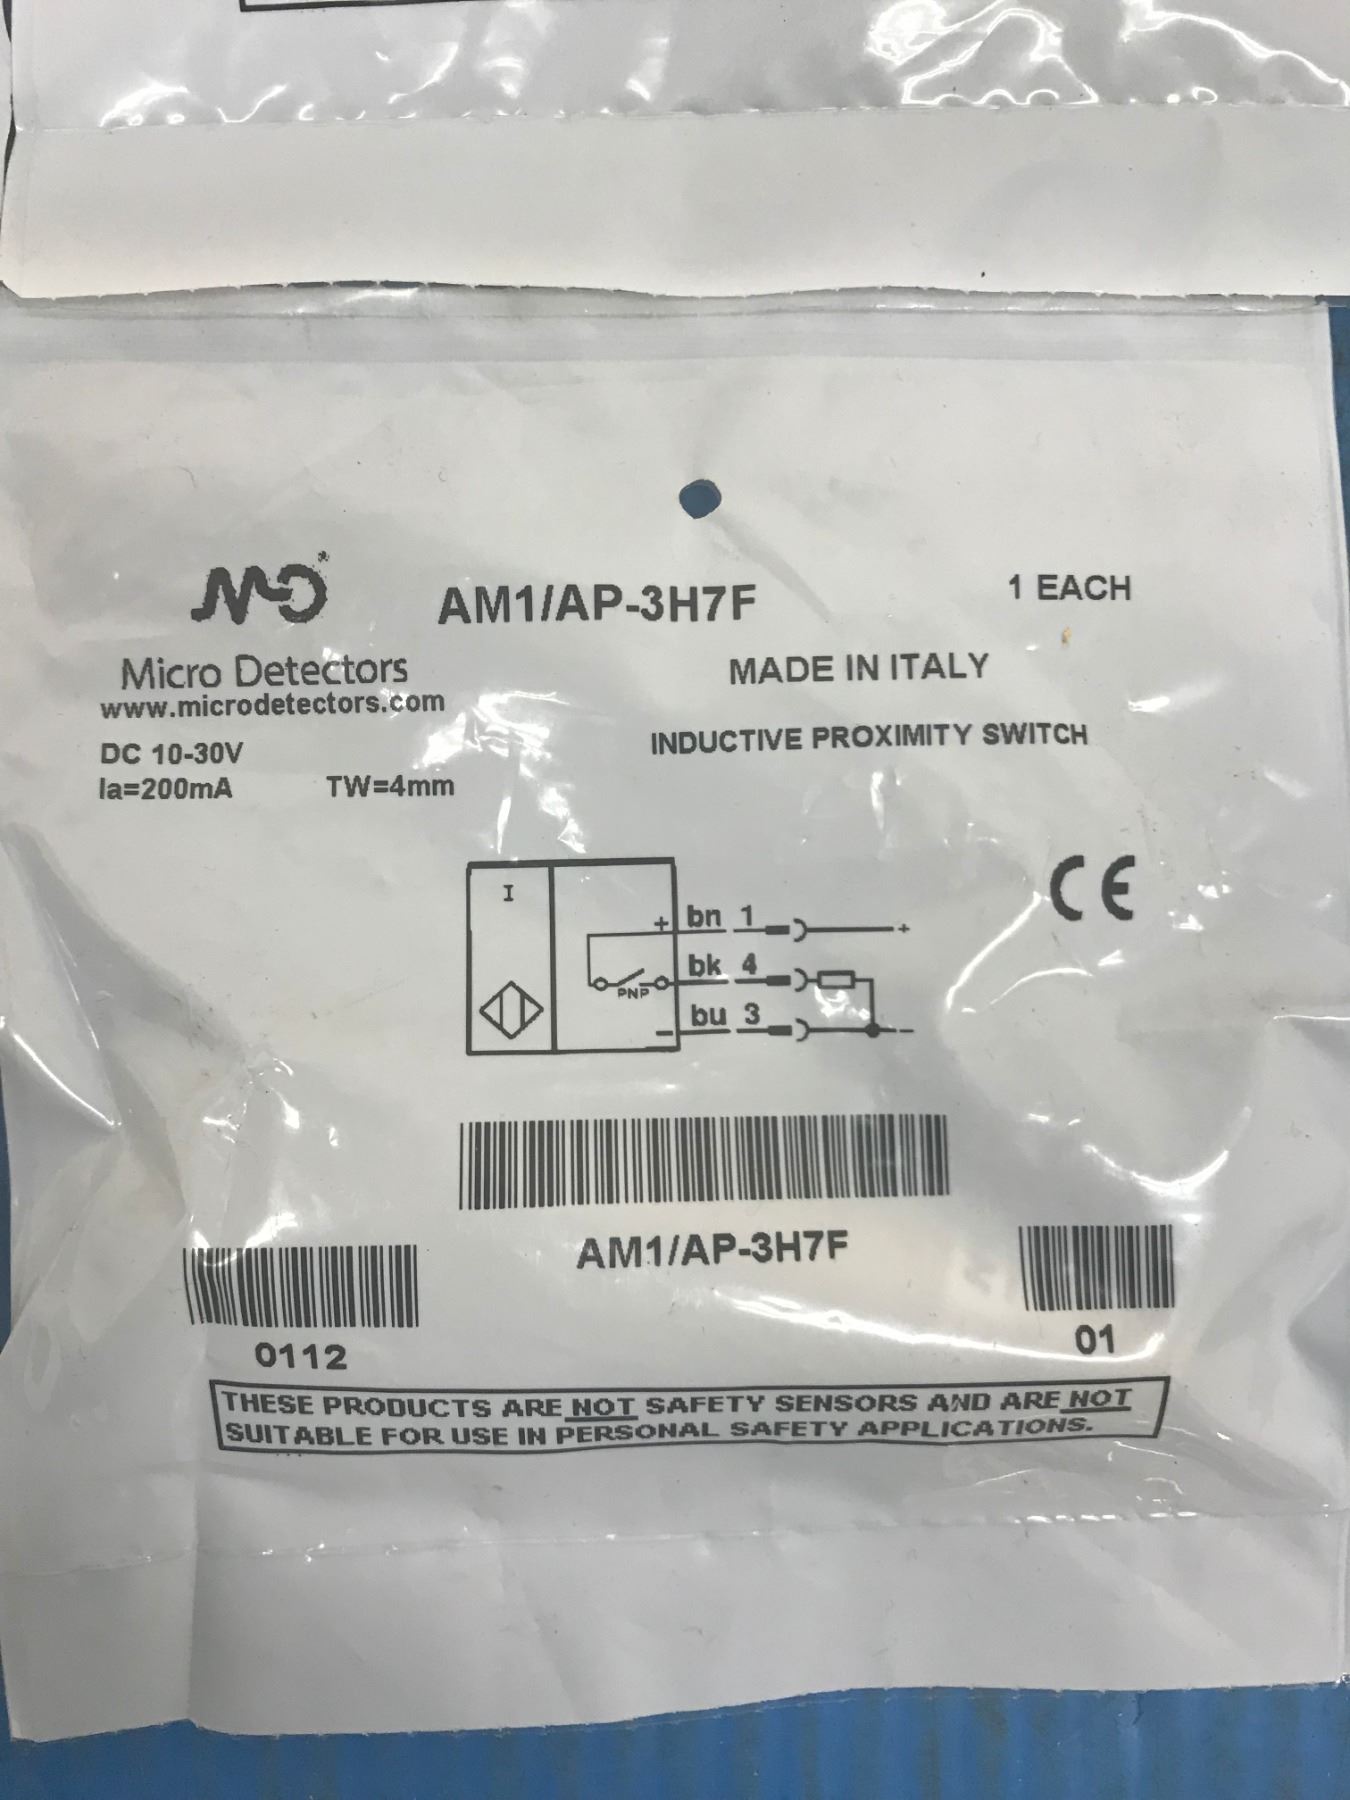 MD®
AM1/AP-3H7F
1 EACH
Micro Detectors
www.microdetectors.com
MADE IN ITALY
DC 10-30V
INDUCTIVE PROXIMITY SWITCH
Ia=200mA TW=4mm
CE
I
+ bn 1 +
PNP bk 4
- bu 3 -
AM1/AP-3H7F
0112
01
THESE PRODUCTS ARE NOT SAFETY SENSORS AND ARE NOT
SUITABLE FOR USE IN PERSONAL SAFETY APPLICATIONS.